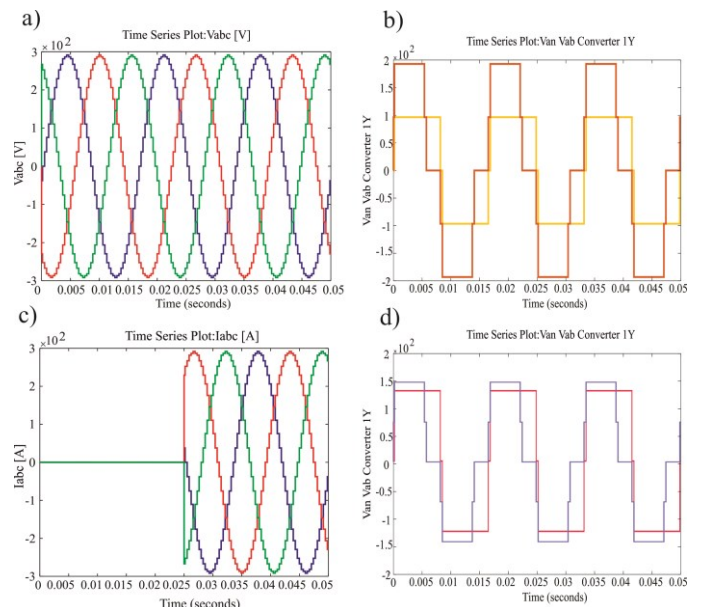 a)
Time Series Plot:Vabc [V]
×10²
Vabc [V]
3
2
1
0
-1
-2
-3
0 0.005 0.01 0.015 0.02 0.025 0.03 0.035 0.04 0.045 0.05
Time (seconds)
b)
Time Series Plot:Van Vab Converter 1Y
×10²
Van Vab Converter 1Y
2
1.5
1
0.5
0
-0.5
-1
-1.5
-2
0 0.005 0.01 0.015 0.02 0.025 0.03 0.035 0.04 0.045 0.05
Time (seconds)
c)
Time Series Plot:Iabc [A]
×10²
Iabc [A]
3
2
1
0
-1
-2
-3
0 0.005 0.01 0.015 0.02 0.025 0.03 0.035 0.04 0.045 0.05
Time (seconds)
d)
Time Series Plot:Van Vab Converter 1Y
×10²
Van Vab Converter 1Y
2
1.5
1
0.5
0
-0.5
-1
-1.5
-2
0 0.005 0.01 0.015 0.02 0.025 0.03 0.035 0.04 0.045 0.05
Time (seconds)